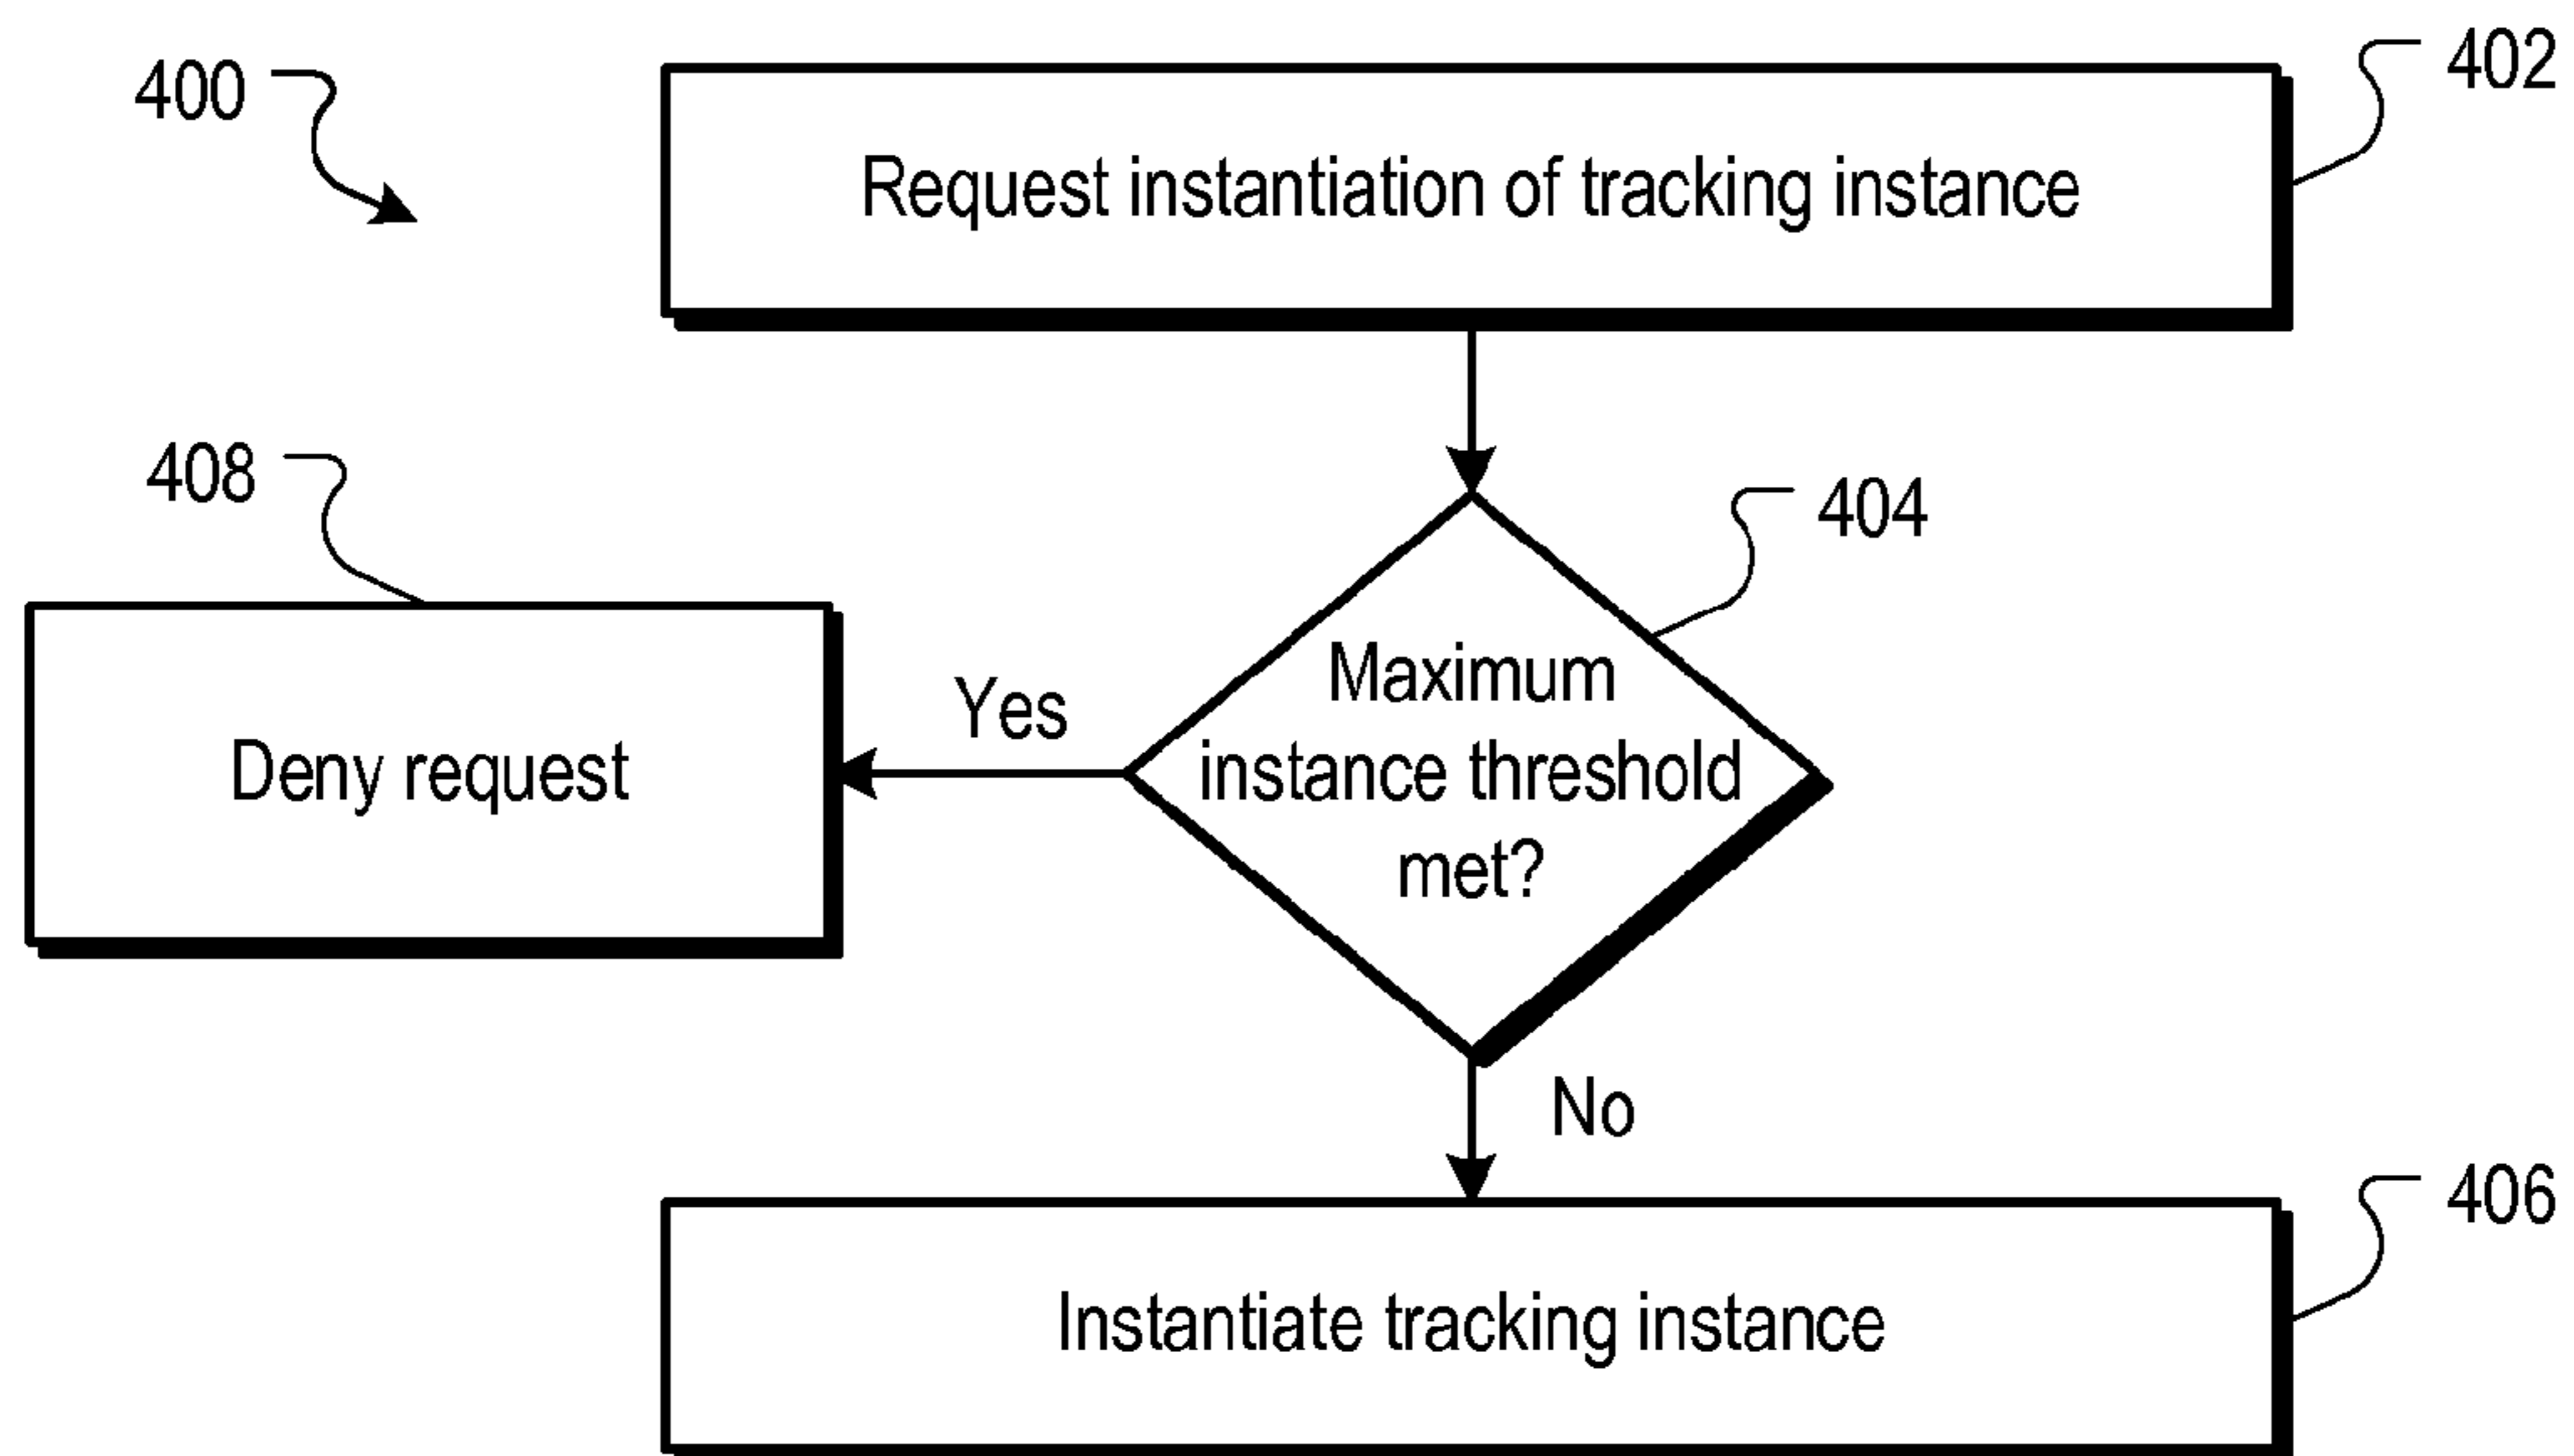 400
402
Request instantiation of tracking instance
408
404
Maximum
instance threshold
met?
Yes
Deny request
No
406
Instantiate tracking instance